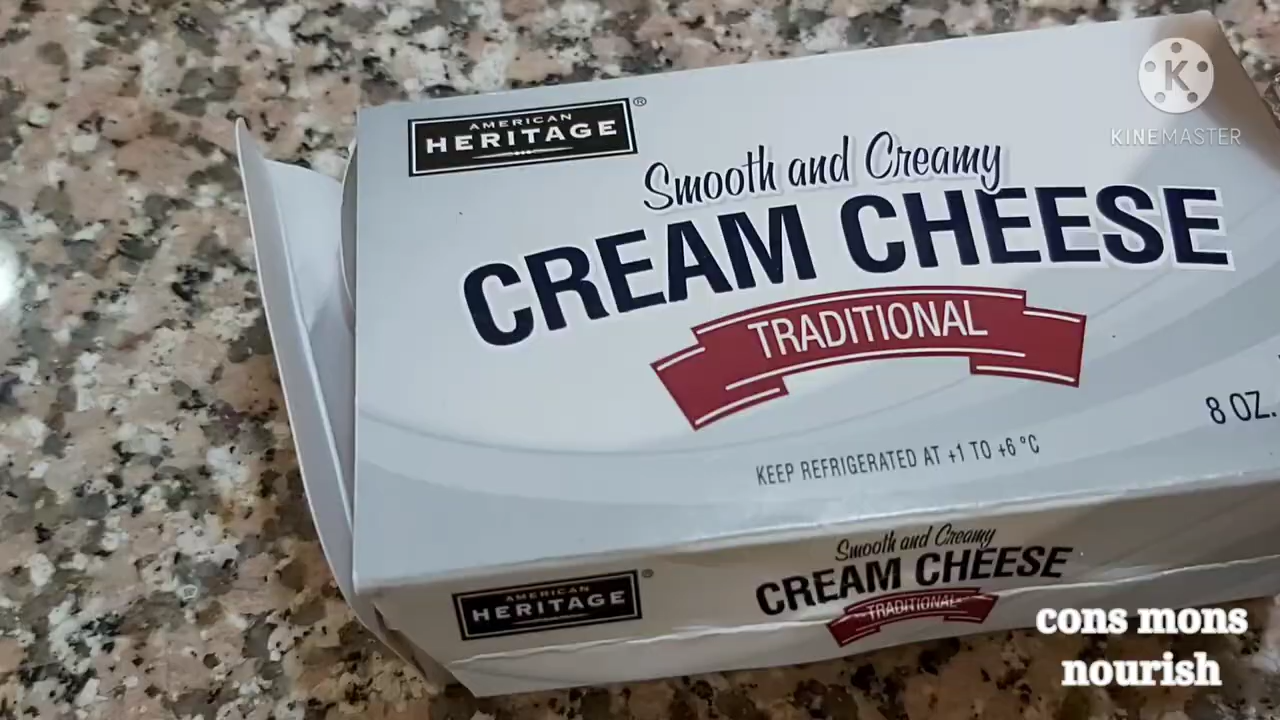 AMERICAN
HERITAGE®
Smooth and Creamy
CREAM CHEESE
TRADITIONAL
8 OZ.
KEEP REFRIGERATED AT +1 TO +6 °C
AMERICAN
HERITAGE®
Smooth and Creamy
CREAM CHEESE
TRADITIONAL
K
KINEMASTER
cons mons
nourish